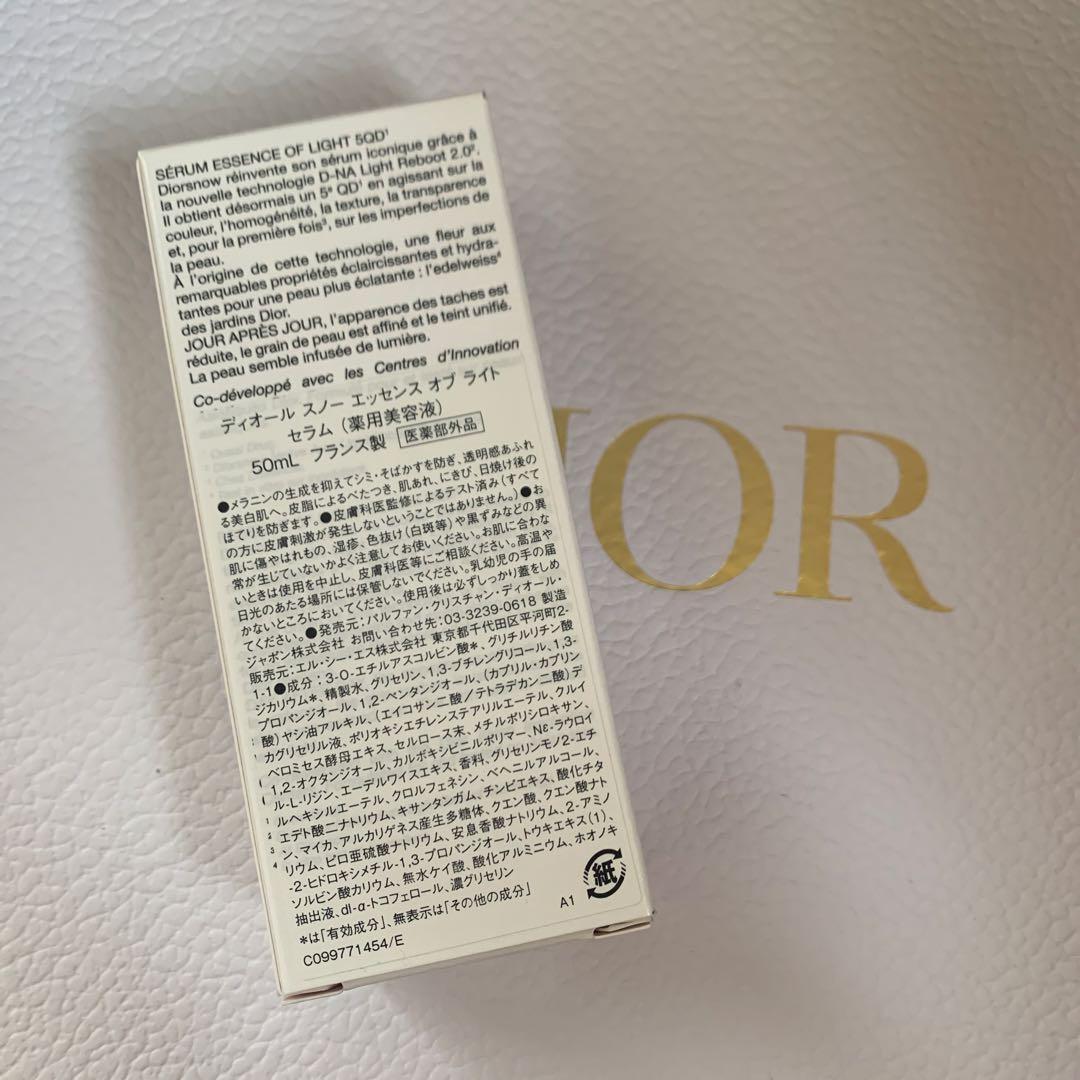 SÉRUM ESSENCE OF LIGHT 5QD¹
Diorsnow réinvente son sérum iconique grâce à
la nouvelle technologie D-NA Light Reboot 2.0².
Il obtient désormais un 5ᵉ QD¹ en agissant sur la
couleur, l'homogénéité, la texture, la transparence
et, pour la première fois³, sur les imperfections de
la peau.
À l'origine de cette technologie, une fleur aux
remarquables propriétés éclaircissantes et hydra-
tantes pour une peau plus éclatante : l'edelweiss⁴
des jardins Dior.
JOUR APRÈS JOUR, l'apparence des taches est
réduite, le grain de peau est affiné et le teint unifié.
La peau semble infusée de lumière.
Co-développé avec les Centres d'Innovation
ディオール スノー エッセンス オブ ライト
セラム (薬用美容液)
50mL フランス製 医薬部外品
●メラニンの生成を抑えてシミ・そばかすを防ぎ、透明感あふれ
る美白肌へ。皮脂によるべたつき、肌あれ、にきび、日焼け後の
ほてりを防ぎます。●皮膚科医監修によるテスト済み(すべて
の方に皮膚刺激が発生しないということではありません。)●お
肌に傷やはれもの、湿疹、色抜け(白斑等)や黒ずみなどの異
常が生じていないかよく注意してお使いください。お肌に合わな
いときは使用を中止し、皮膚科医等にご相談ください。高温や
日光のあたる場所には保管しないでください。乳幼児の手の届
かないところにおいてください。使用後は必ずしっかり蓋をしめ
てください。●発売元:パルファン・クリスチャン・ディオール・
ジャポン株式会社 お問い合わせ先:03-3239-0618 製造
販売元:エル・シー・エス株式会社 東京都千代田区平河町2-
1-1●成分:3-O-エチルアスコルビン酸*、グリチルリチン酸
ジカリウム*、精製水、グリセリン、1,3-ブチレングリコール、1,3-
プロパンジオール、1,2-ペンタンジオール、(カプリル・カプリン
酸)ヤシ油アルキル、(エイコサン二酸/テトラデカン二酸)デ
カグリセリル液、ポリオキシエチレンステアリルエーテル、クルイ
ベロミセス酵母エキス、セルロース末、メチルポリシロキサン、
1,2-オクタンジオール、カルボキシビニルポリマー、Nε-ラウロイ
ル-L-リジン、エーデルワイスエキス、香料、グリセリンモノ2-エチ
ルヘキシルエーテル、クロルフェネシン、ベヘニルアルコール、
エデト酸二ナトリウム、キサンタンガム、チンピエキス、酸化チタ
ン、マイカ、アルカリゲネス産生多糖体、クエン酸、クエン酸ナト
リウム、ピロ亜硫酸ナトリウム、安息香酸ナトリウム、2-アミノ
-2-ヒドロキシメチル-1,3-プロパンジオール、トウキエキス(1)、
ソルビン酸カリウム、無水ケイ酸、酸化アルミニウム、ホオノキ
抽出液、dl-α-トコフェロール、濃グリセリン
*は「有効成分」、無表示は「その他の成分」
C099771454/E
A1
紙
IOR